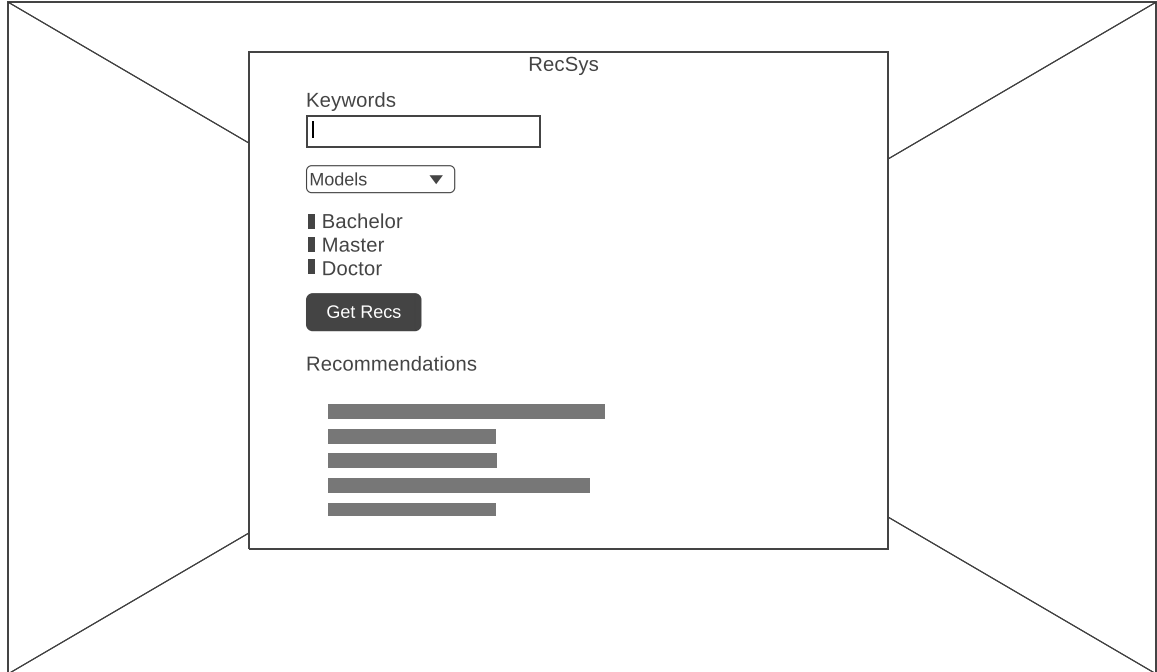 RecSys
Keywords
Models
Bachelor
Master
Doctor
Get Recs
Recommendations